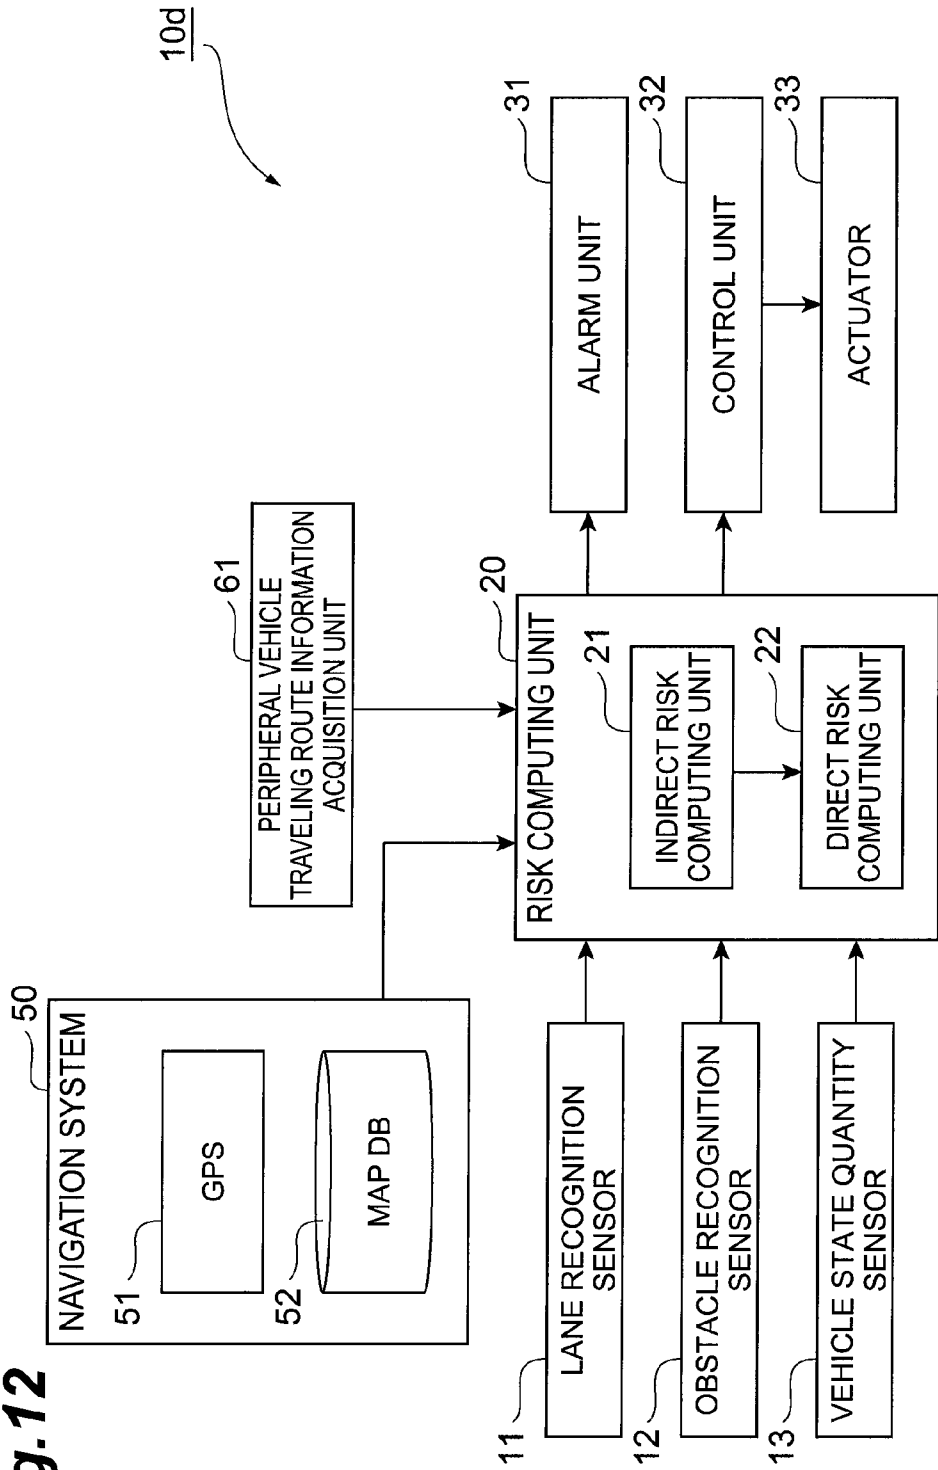 g.12
10d
NAVIGATION SYSTEM
50
51
GPS
52
MAP DB
61
PERIPHERAL VEHICLE
TRAVELING ROUTE INFORMATION
ACQUISITION UNIT
11
LANE RECOGNITION
SENSOR
12
OBSTACLE RECOGNITION
SENSOR
13
VEHICLE STATE QUANTITY
SENSOR
20
RISK COMPUTING UNIT
21
INDIRECT RISK
COMPUTING UNIT
22
DIRECT RISK
COMPUTING UNIT
31
ALARM UNIT
32
CONTROL UNIT
33
ACTUATOR